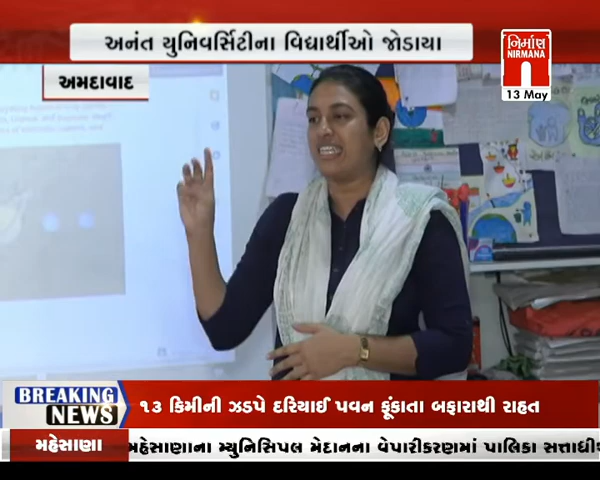 અનંત યુનિવર્સિટીના વિદ્યાર્થીઓ જોડાયા
નિર્માણ
NIRMANA
13 May
અમદાવાદ
BREAKING NEWS
૧૩ કિમીની ઝડપે દરિયાઈ પવન ફૂંકાતા બફારાથી રાહત
મહેસાણા
મહેસાણાના મ્યુનિસિપલ મેદાનના વેપારીકરણમાં પાલિકા